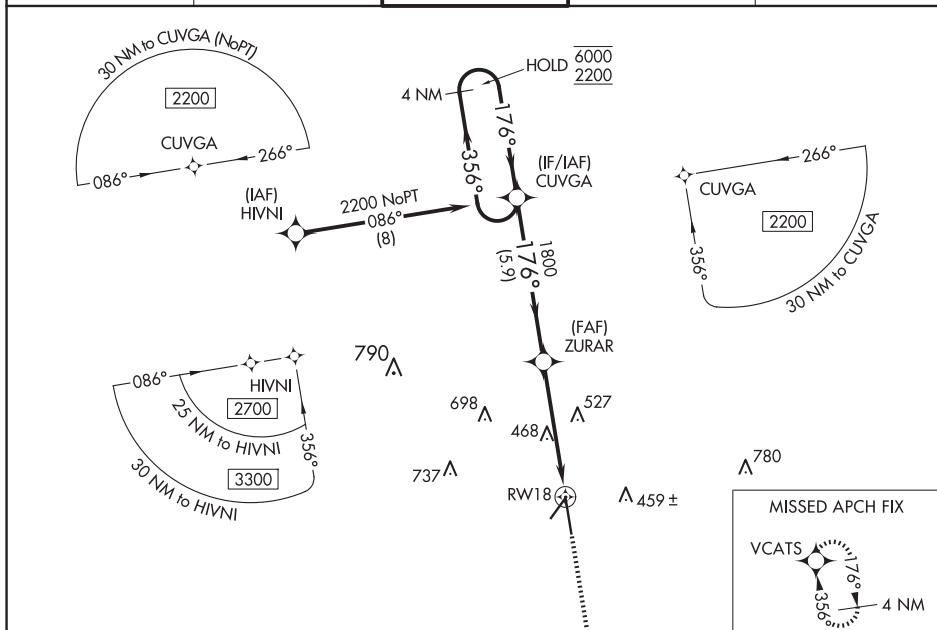 30 NM to CUVGA (NoPT)
2200
CUVGA
086°
266°
HOLD
6000
2200
4 NM
176°
356°
(IF/IAF)
CUVGA
(IAF)
HIVNI
2200 NoPT
086°
(8)
266°
CUVGA
2200
356°
30 NM to CUVGA
1800
176°
(5.9)
(FAF)
ZURAR
086°
HIVNI
2700
25 NM to HIVNI
356°
3300
30 NM to HIVNI
790
698
527
468
737
780
RW18
459 ±
MISSED APCH FIX
VCATS
176°
356°
4 NM